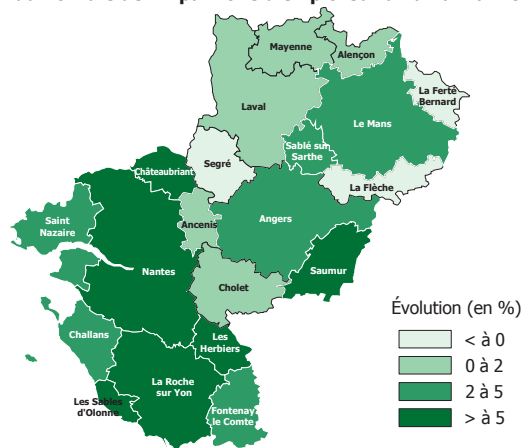 Mayenne
Alençon
La Ferté
Bernard
Laval
Le Mans
Sablé sur
Sarthe
Segré
Châteaubriant
La Flèche
Saint
Nazaire
Ancenis
Angers
Nantes
Saumur
Cholet
Challans
Les
Herbiers
La Roche
sur Yon
Les Sables
d'Olonne
Fontenay
le Comte
Évolution (en %)
< à 0
0 à 2
2 à 5
> à 5